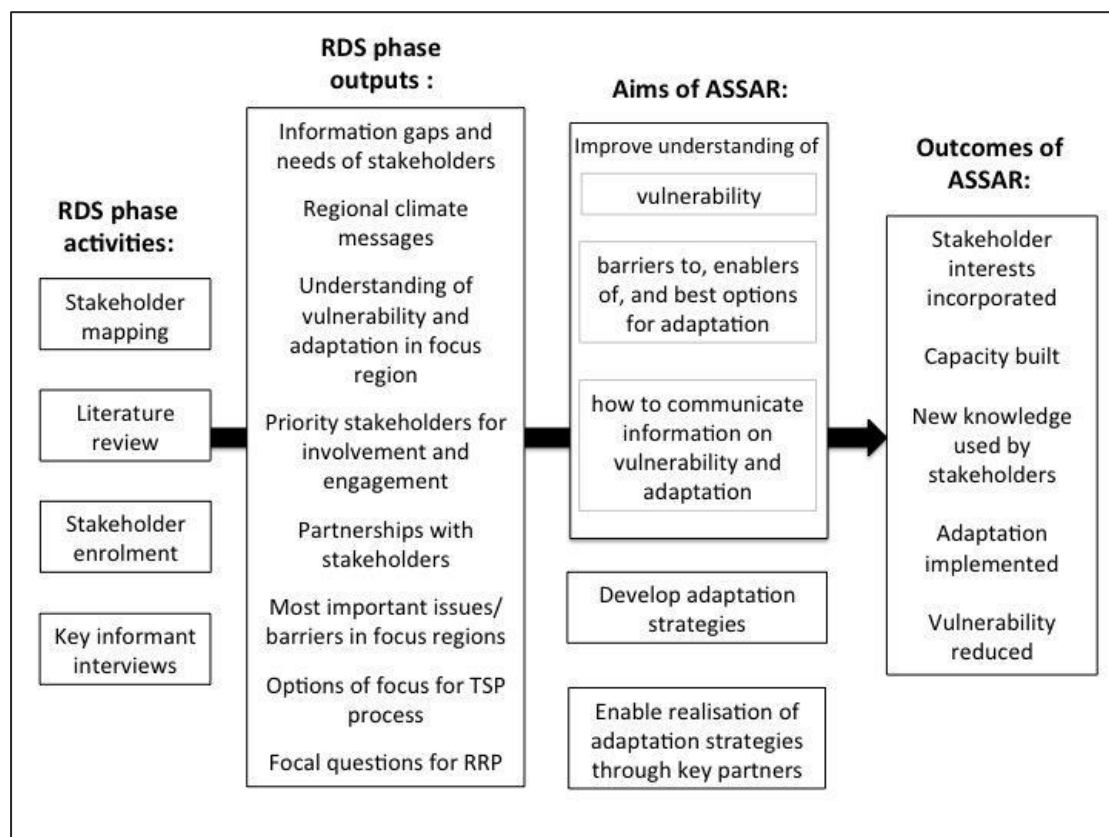 RDS phase
activities:
Stakeholder
mapping
Literature
review
Stakeholder
enrolment
Key informant
interviews
RDS phase
outputs :
Information gaps and
needs of stakeholders
Regional climate
messages
Understanding of
vulnerability and
adaptation in focus
region
Priority stakeholders for
involvement and
engagement
Partnerships with
stakeholders
Most important issues/
barriers in focus regions
Options of focus for TSP
process
Focal questions for RRP
Aims of ASSAR:
Improve understanding of
vulnerability
barriers to, enablers
of, and best options
for adaptation
how to communicate
information on
vulnerability and
adaptation
Develop adaptation
strategies
Enable realisation of
adaptation strategies
through key partners
Outcomes of
ASSAR:
Stakeholder
interests
incorporated
Capacity built
New knowledge
used by
stakeholders
Adaptation
implemented
Vulnerability
reduced